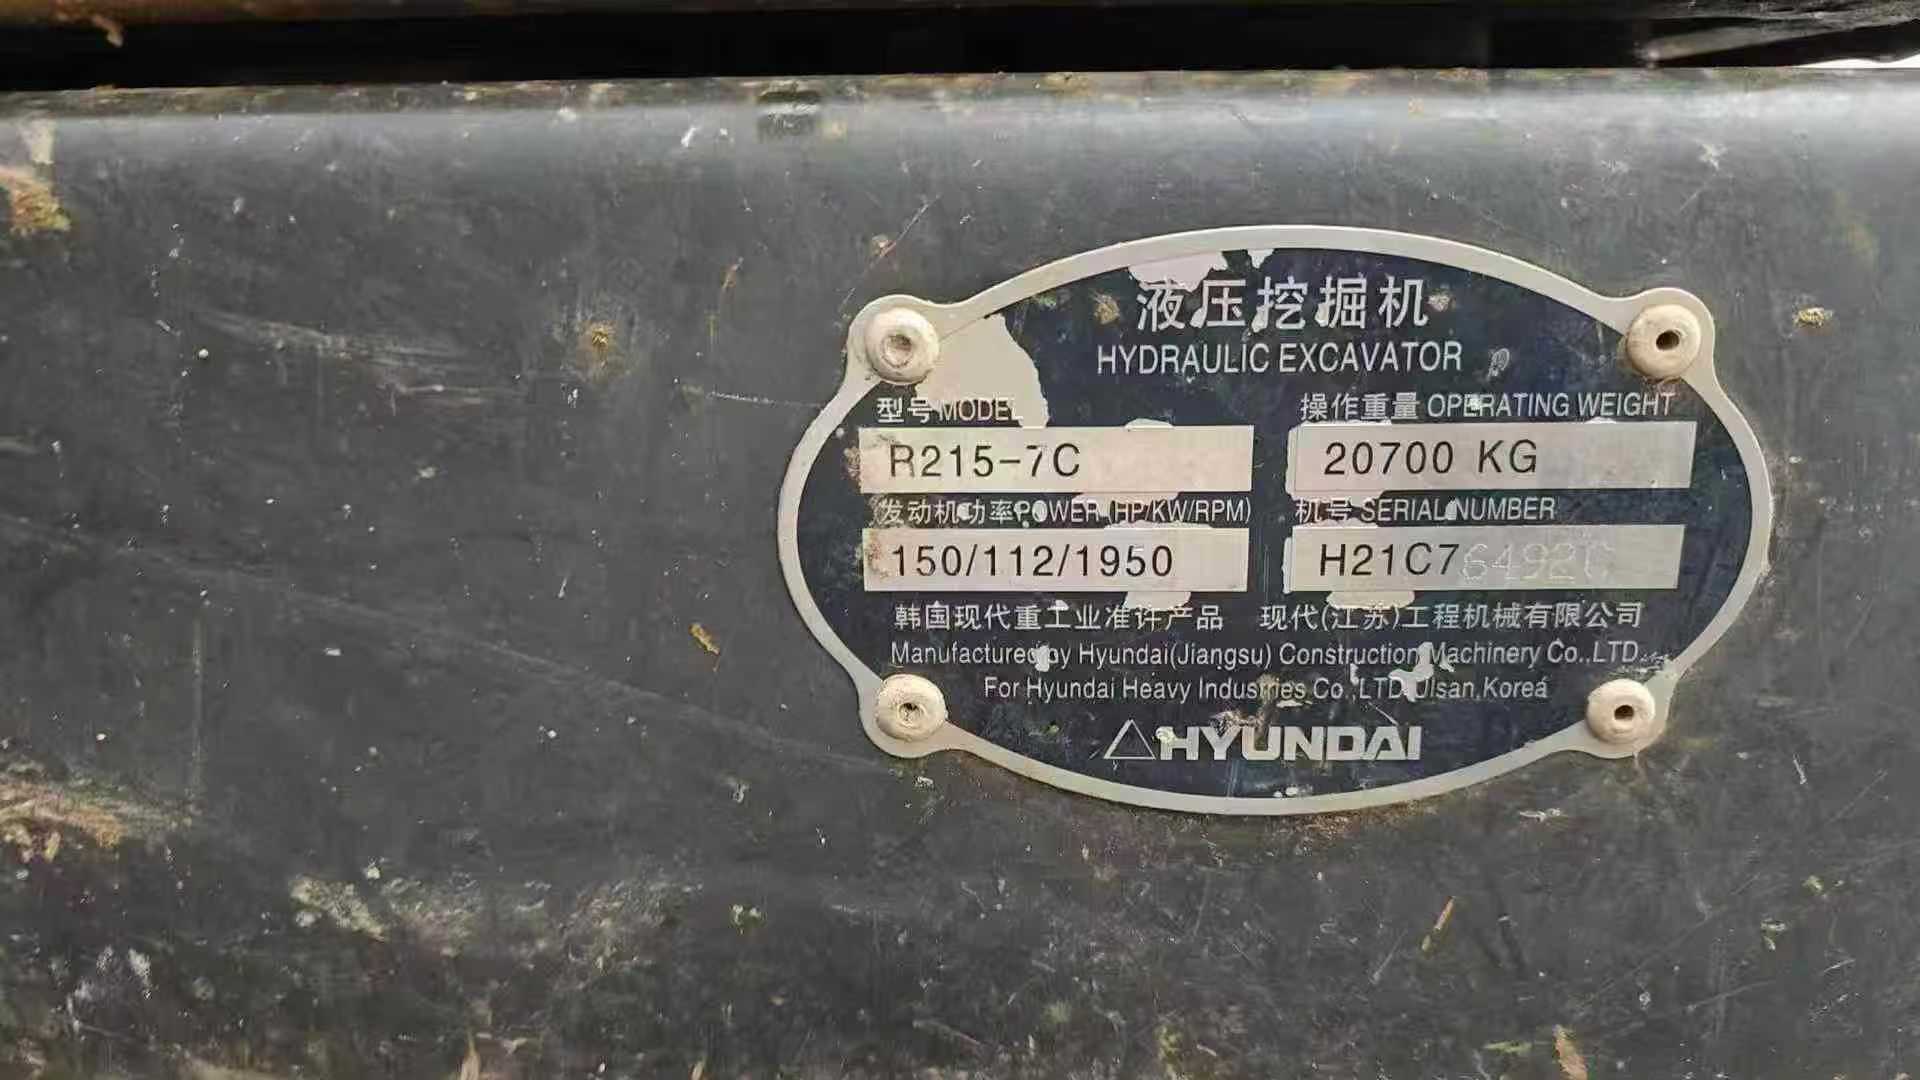 液压挖掘机
HYDRAULIC EXCAVATOR
型号 MODEL
操作重量 OPERATING WEIGHT
R215-7C
20700 KG
发动机功率 POWER (HP/KW/RPM)
机号 SERIAL NUMBER
150/112/1950
H21C7
韩国现代重工业准许产品 现代(江苏)工程机械有限公司
Manufactured by Hyundai(Jiangsu) Construction Machinery Co.,LTD.
For Hyundai Heavy Industries Co.,LTD Ulsan,Korea
HYUNDAI